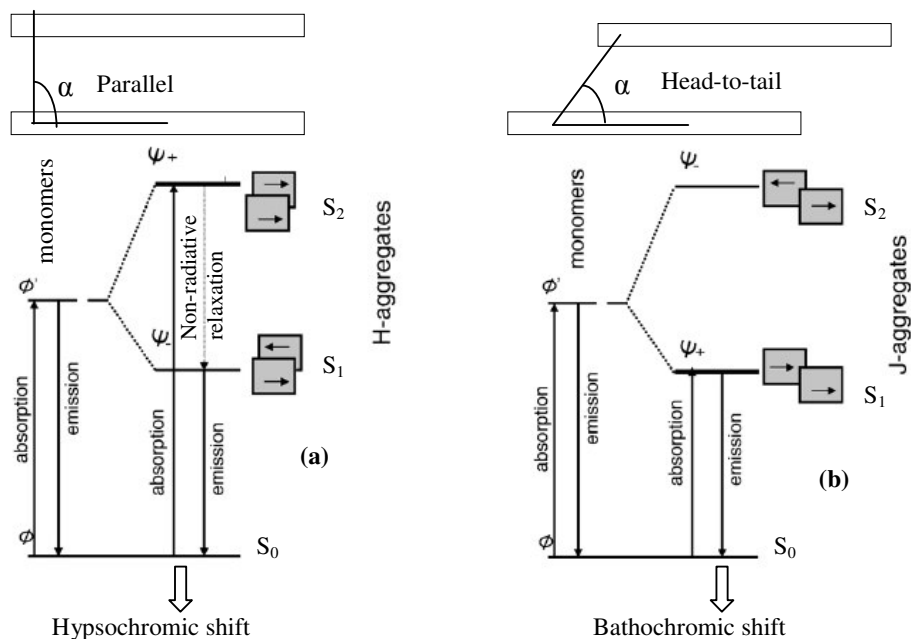 α Parallel
α Head-to-tail
monomers
Ψ+
S2
Non-radiative
relaxation
ϕ'
Ψ-
S1
H-aggregates
absorption
emission
absorption
emission
(a)
ϕ
S0
Hypsochromic shift
monomers
Ψ-
S2
ϕ'
Ψ+
S1
J-aggregates
absorption
emission
absorption
emission
(b)
ϕ
S0
Bathochromic shift